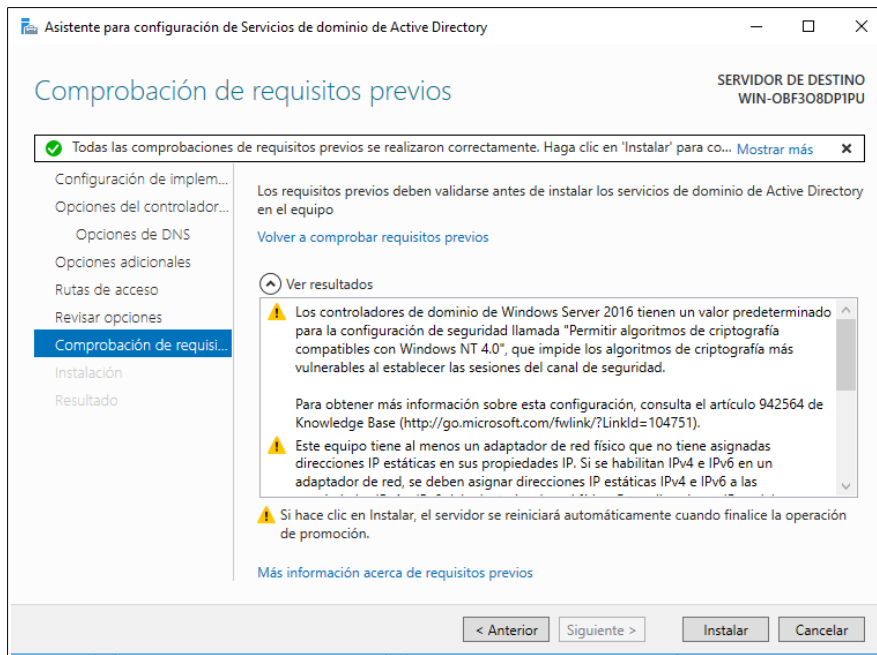 Asistente para configuración de Servicios de dominio de Active Directory
Comprobación de requisitos previos
SERVIDOR DE DESTINO
WIN-OBF3O8DP1PU
Todas las comprobaciones de requisitos previos se realizaron correctamente. Haga clic en 'Instalar' para co... Mostrar más
Configuración de implem...
Opciones del controlador...
Opciones de DNS
Opciones adicionales
Rutas de acceso
Revisar opciones
Comprobación de requisi...
Instalación
Resultado
Los requisitos previos deben validarse antes de instalar los servicios de dominio de Active Directory
en el equipo
Volver a comprobar requisitos previos
Ver resultados
Los controladores de dominio de Windows Server 2016 tienen un valor predeterminado
para la configuración de seguridad llamada "Permitir algoritmos de criptografía
compatibles con Windows NT 4.0", que impide los algoritmos de criptografía más
vulnerables al establecer las sesiones del canal de seguridad.
Para obtener más información sobre esta configuración, consulta el artículo 942564 de
Knowledge Base (http://go.microsoft.com/fwlink/?LinkId=104751).
Este equipo tiene al menos un adaptador de red físico que no tiene asignadas
direcciones IP estáticas en sus propiedades IP. Si se habilitan IPv4 e IPv6 en un
adaptador de red, se deben asignar direcciones IP estáticas IPv4 e IPv6 a las
Si hace clic en Instalar, el servidor se reiniciará automáticamente cuando finalice la operación
de promoción.
Más información acerca de requisitos previos
< Anterior
Siguiente >
Instalar
Cancelar